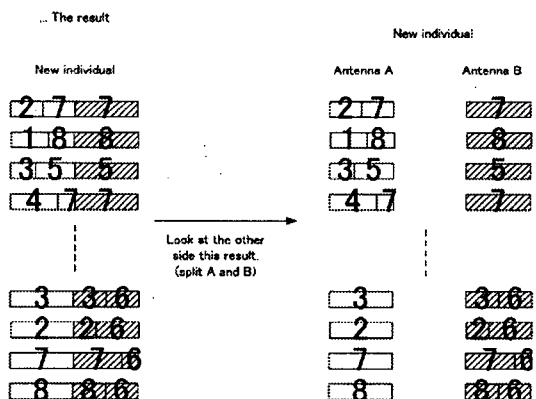 ... The result
New individual
New individual
Antenna A Antenna B
2 7 7 2 7 7
1 8 8 1 8 8
3 5 5 3 5 5
4 7 7 4 7 7
Look at the other
side this result.
(split A and B)
3 3 6 3 3 6
2 2 6 2 2 6
7 7 6 7 7 6
8 8 6 8 8 6